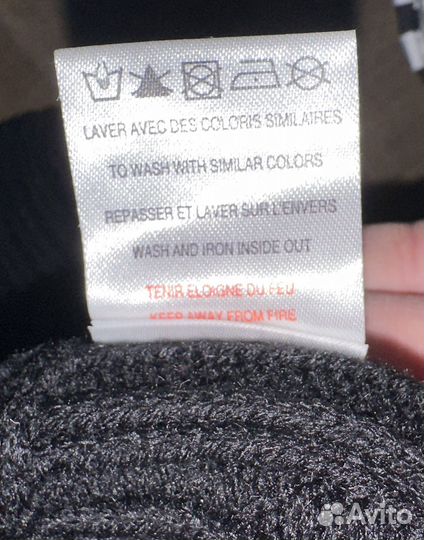 LAVER AVEC DES COLORIS SIMILAIRES
TO WASH WITH SIMILAR COLORS
REPASSER ET LAVER SUR L'ENVERS
WASH AND IRON INSIDE OUT
TENIR ELOIGNE DU FEU
KEEP AWAY FROM FIRE
Avito